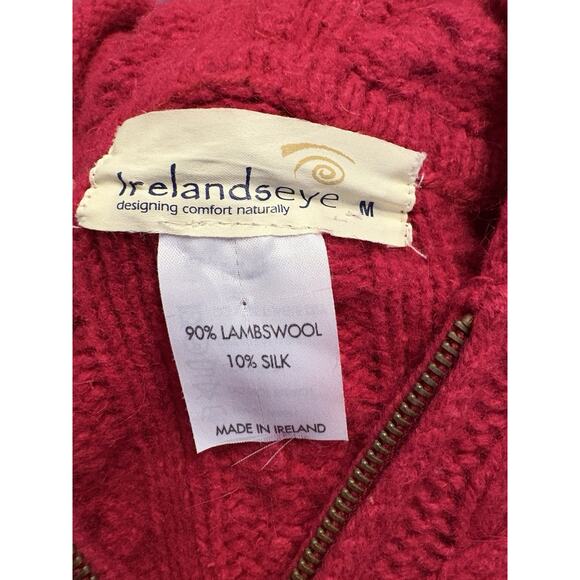 Irelandseye
designing comfort naturally M
90% LAMBSWOOL
10% SILK
MADE IN IRELAND